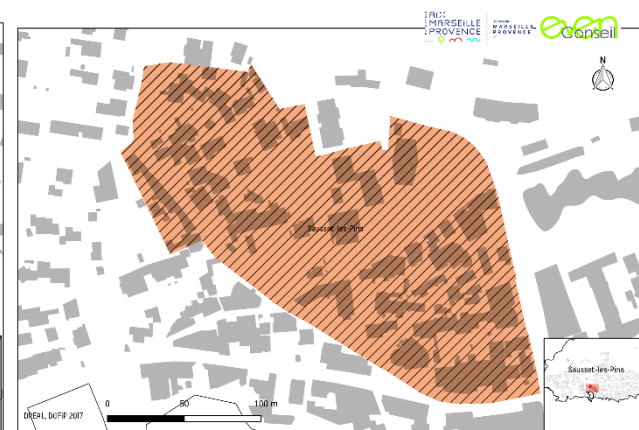 AIX
MARSEILLE
PROVENCE
MARSEILLE
PROVENCE
even
Conseil
N
Sausset-les-Pins
Sausset-les-Pins
0 50 100 m
DREAL, DGFiP 2017